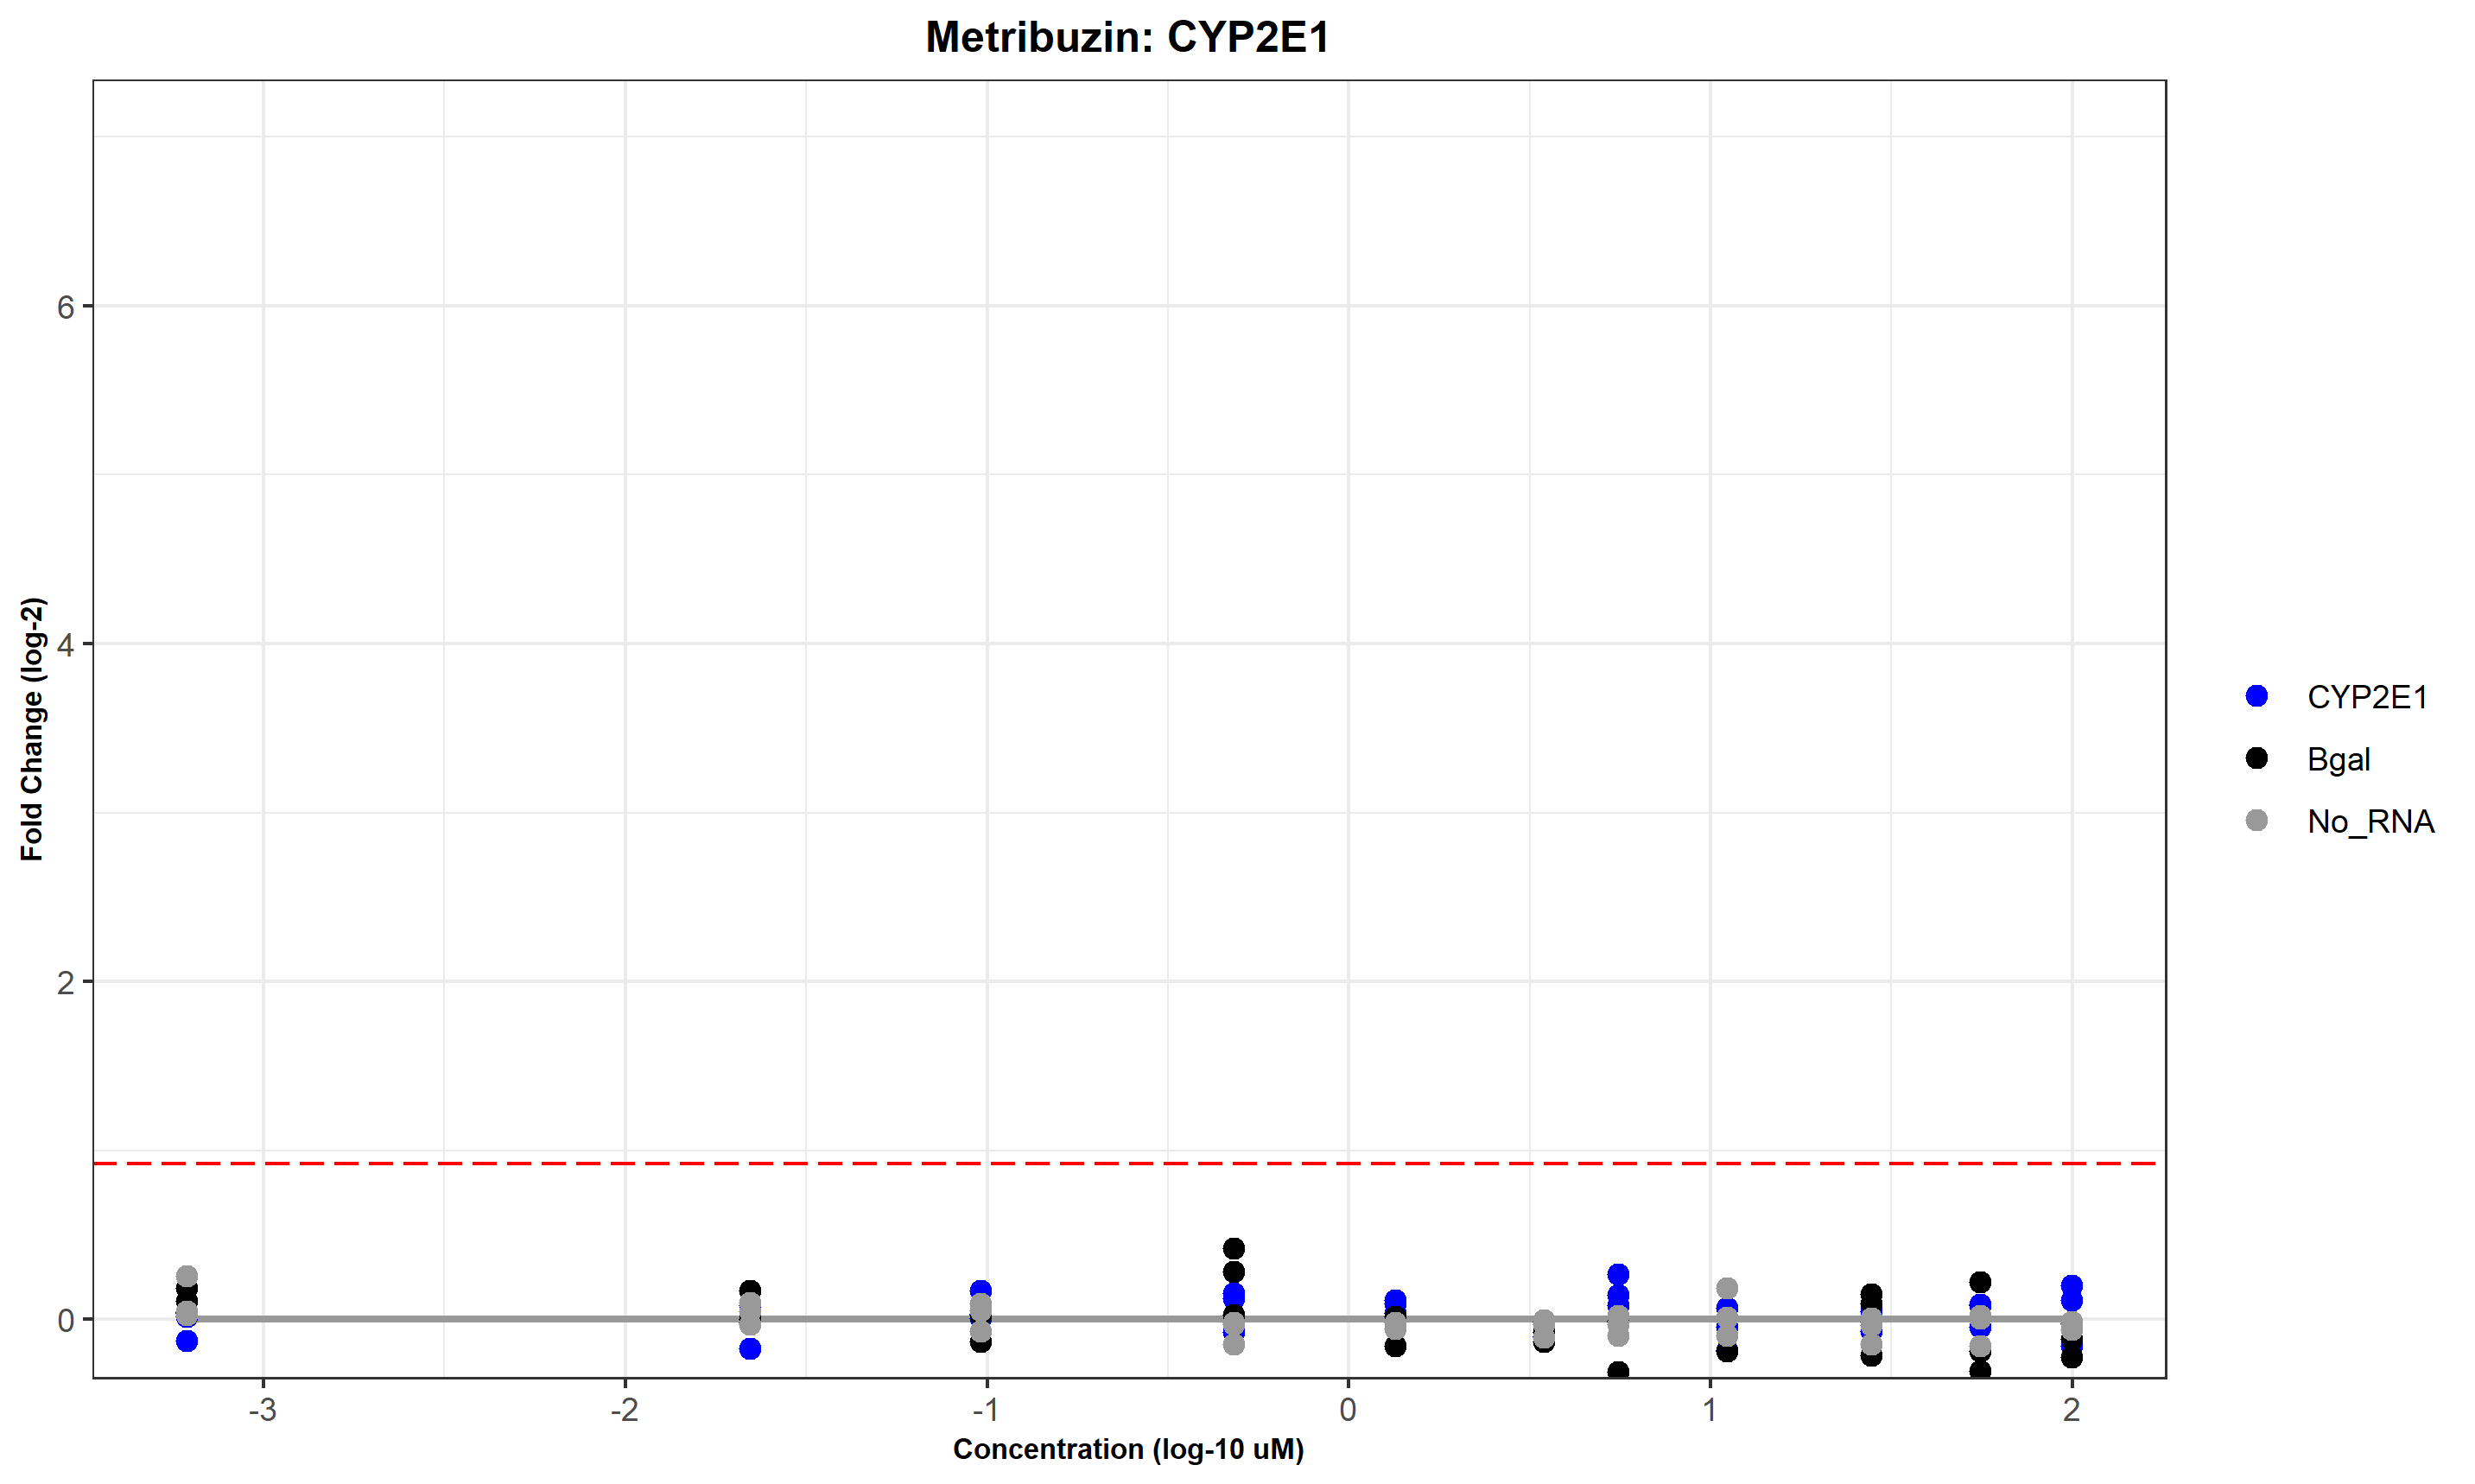 Metribuzin: CYP2E1
Fold Change (log-2)
6
4
2
0
-3
-2
-1
0
1
2
Concentration (log-10 uM)
CYP2E1
Bgal
No_RNA